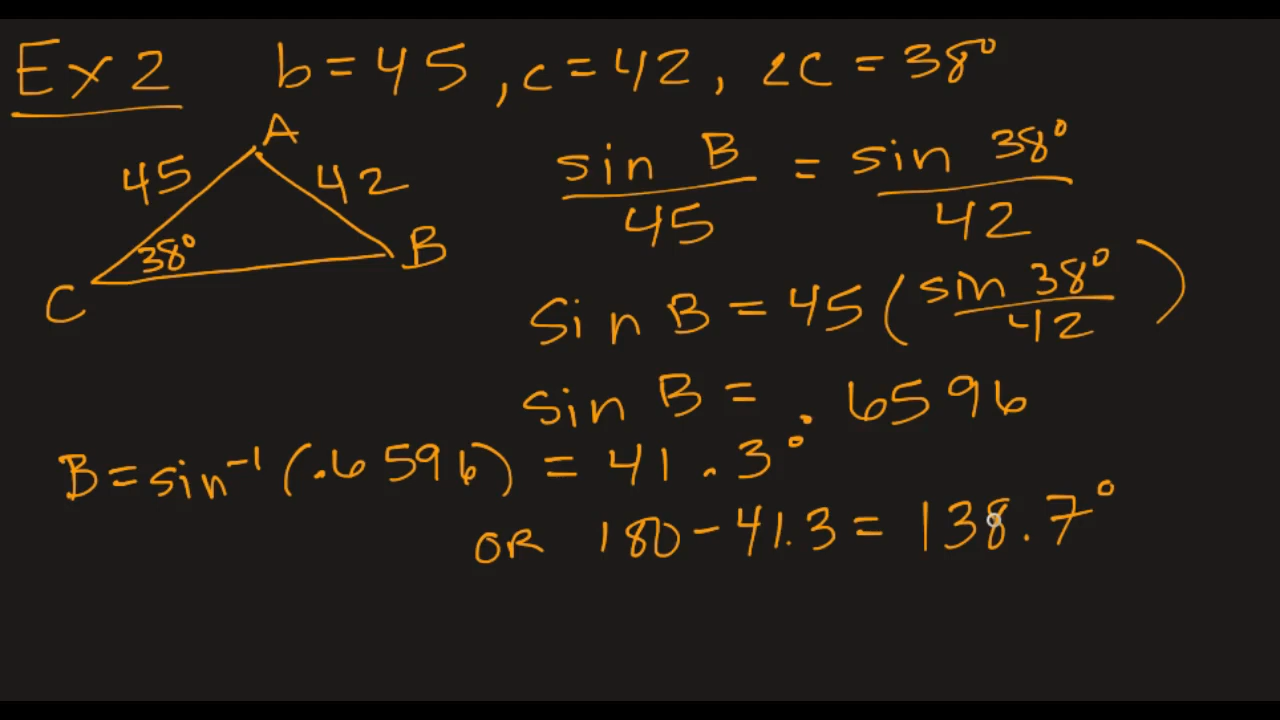 Ex 2 b = 45, c = 42, ∠C = 38°
A
45 42
38° B
C
sin B / 45 = sin 38° / 42
sin B = 45 (sin 38° / 42)
sin B = .6596
B = sin⁻¹ (.6596) = 41.3°
OR 180 - 41.3 = 138.7°